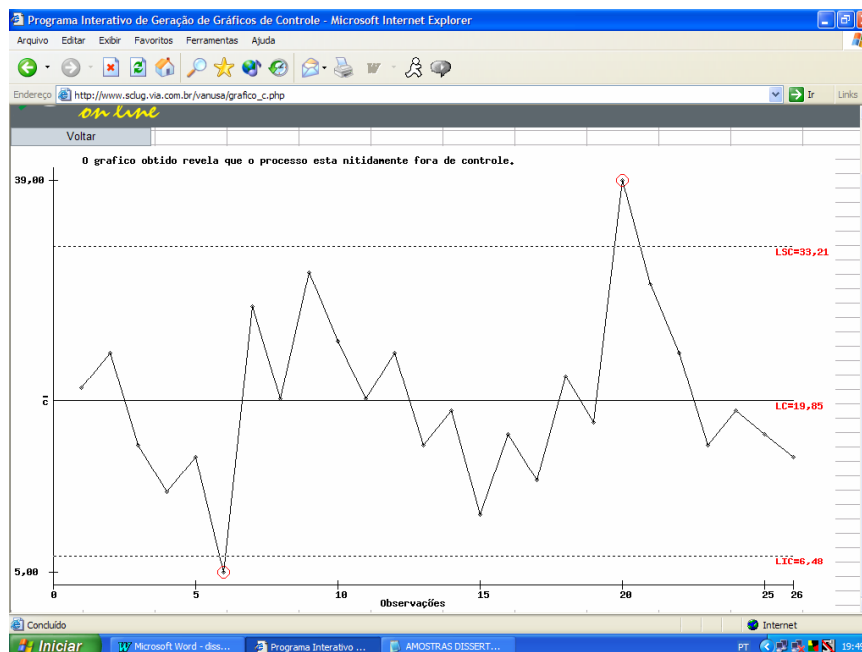 Programa Interativo de Geração de Gráficos de Controle - Microsoft Internet Explorer
Arquivo Editar Exibir Favoritos Ferramentas Ajuda
Endereço http://www.sdug.via.com.br/vanusa/grafico_c.php Ir Links
on line
Voltar
O grafico obtido revela que o processo esta nitidamente fora de controle.
39,00
LSC=33,21
c̅
LC=19,85
LIC=6,48
5,00
0 5 10 15 20 25 26
Observações
Concluído Internet
Iniciar Microsoft Word - diss... Programa Interativo ... AMOSTRAS DISSERT... PT